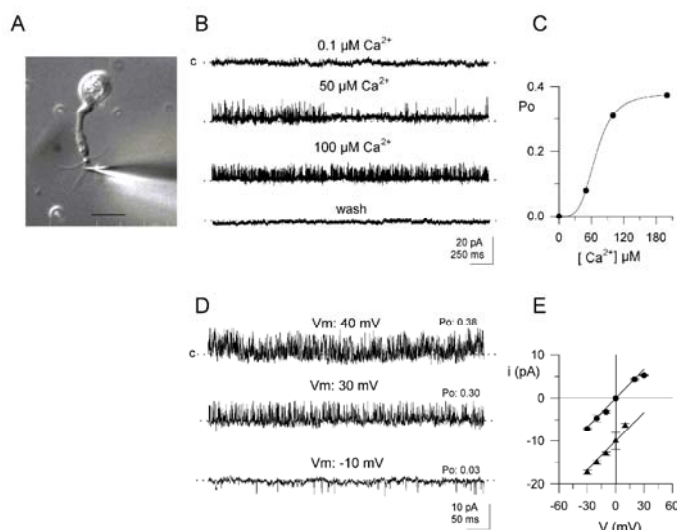 A
B
0.1 µM Ca²⁺
c
50 µM Ca²⁺
100 µM Ca²⁺
wash
20 pA
250 ms
C
0.4
Po
0.2
0.0
0 60 120 180
[ Ca²⁺] µM
D
Vm: 40 mV
Po: 0.38
c
Vm: 30 mV
Po: 0.30
Vm: -10 mV
Po: 0.03
10 pA
50 ms
E
10
i (pA)
0
-10
-20
-60 -30 0 30 60
V (mV)